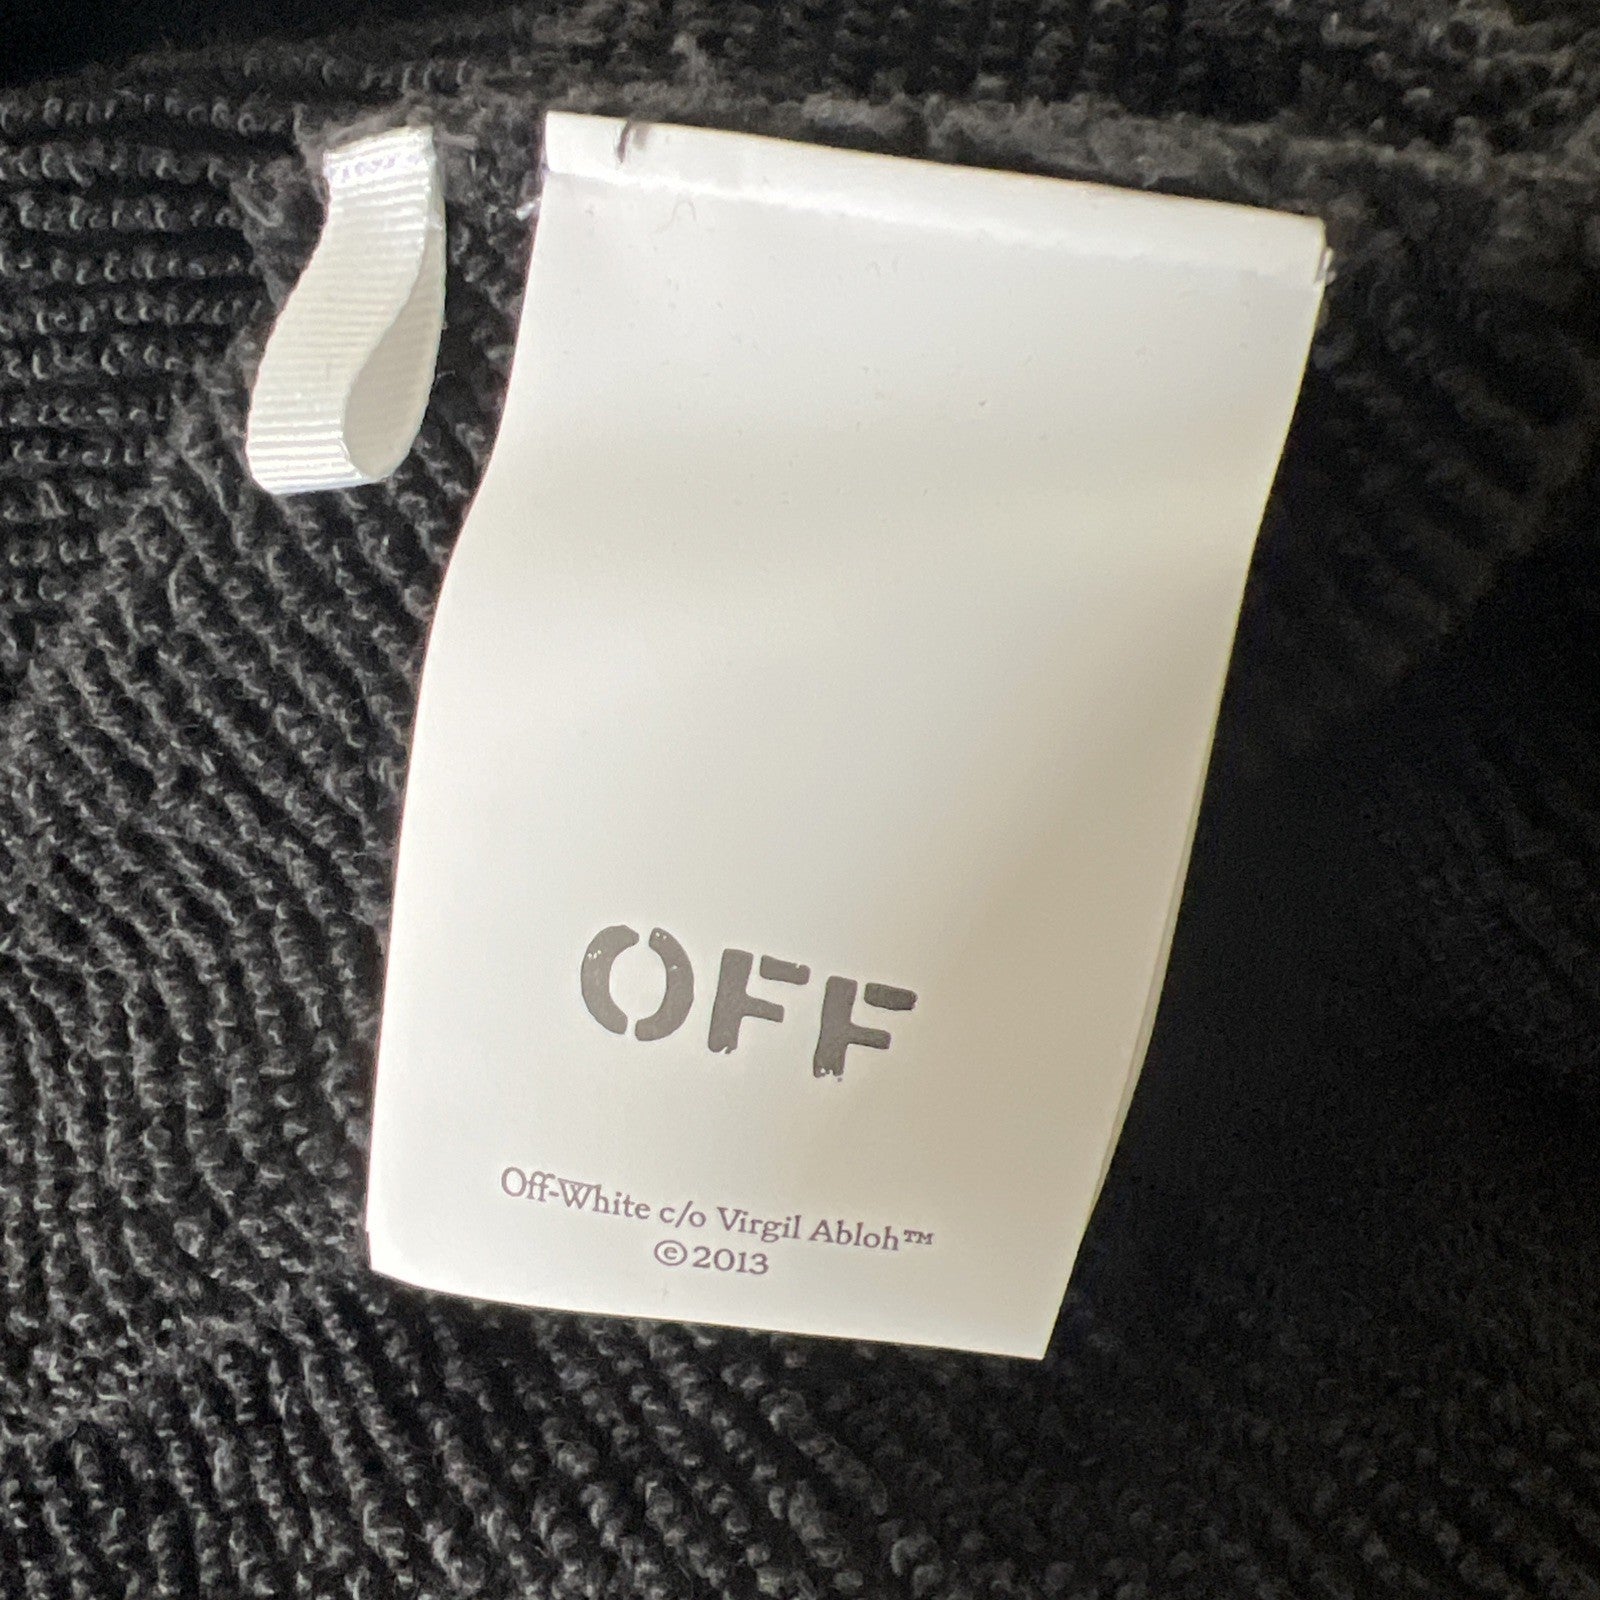 OFF
Off-White c/o Virgil Abloh™
©2013